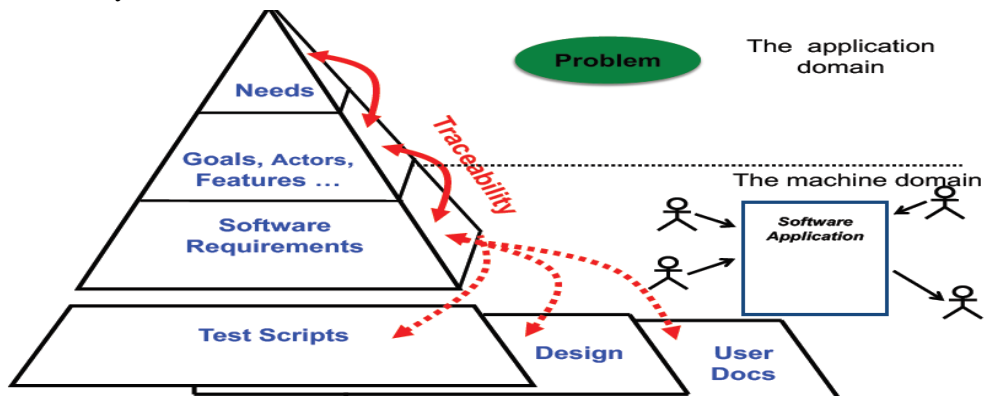 Problem
The application
domain
Needs
Traceability
Goals, Actors,
Features ...
The machine domain
Software
Requirements
Software
Application
Test Scripts
Design
User
Docs